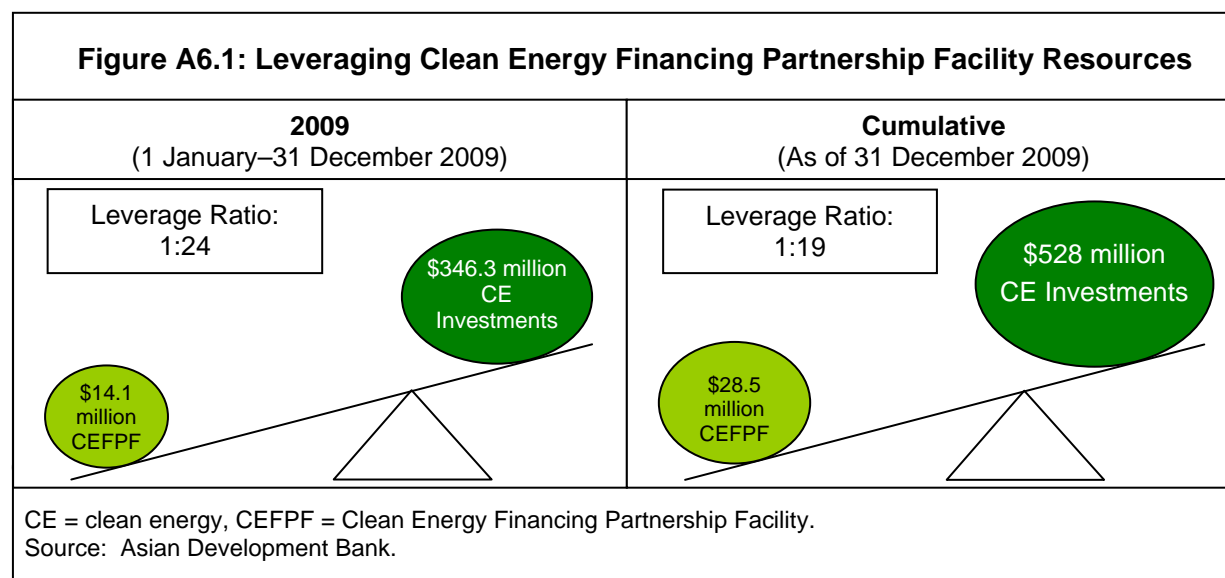 Figure A6.1: Leveraging Clean Energy Financing Partnership Facility Resources
2009
(1 January–31 December 2009)
Cumulative
(As of 31 December 2009)
Leverage Ratio:
1:24
$346.3 million
CE
Investments
$14.1
million
CEFPF
Leverage Ratio:
1:19
$528 million
CE Investments
$28.5
million
CEFPF
CE = clean energy, CEFPF = Clean Energy Financing Partnership Facility.
Source: Asian Development Bank.